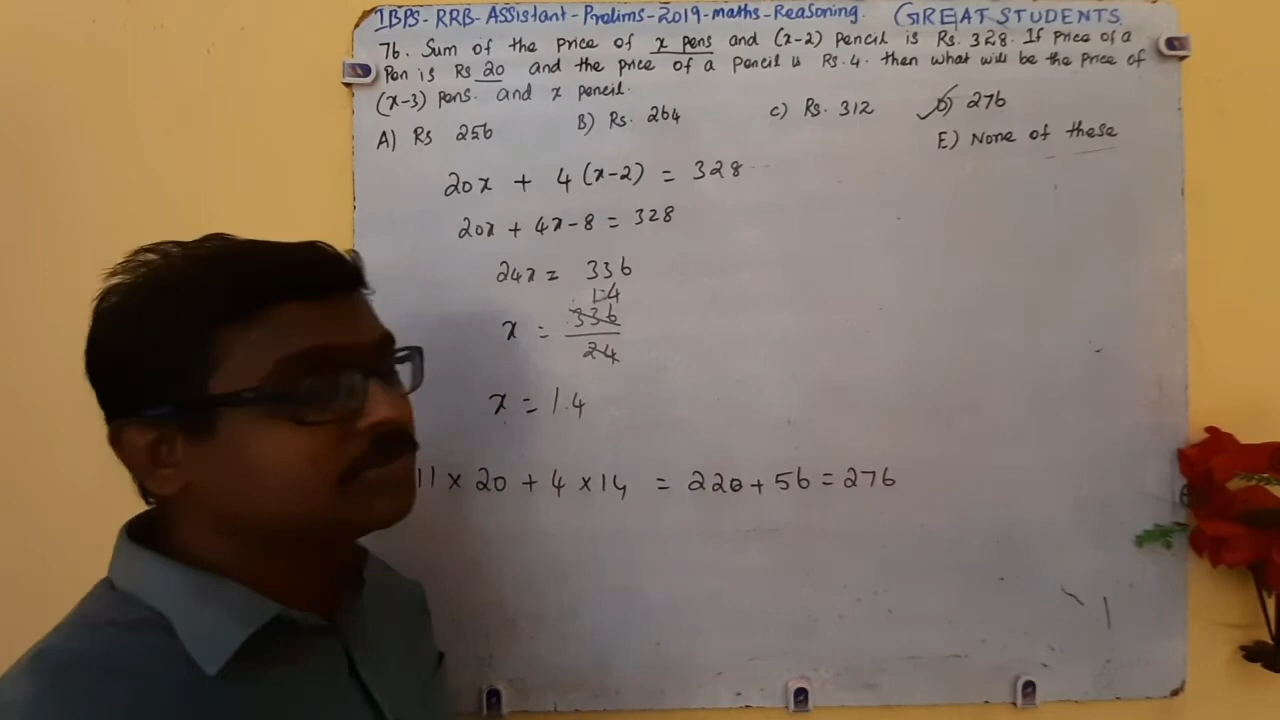 IBPS-RRB-Assistant-Prelims-2019-maths-Reasoning. GREAT STUDENTS
76. Sum of the price of x pens and (x-2) pencil is Rs. 328. If Price of a
Pen is Rs 20 and the price of a pencil is Rs. 4. then what will be the Price of
(x-3) pens. and x pencil.
A) Rs 256 B) Rs. 264 C) Rs. 312 D) 276
E) None of these
20x + 4(x-2) = 328
20x + 4x-8 = 328
24x = 336
14
x = 336
24
x = 1.4
11 x 20 + 4 x 14 = 220 + 56 = 276